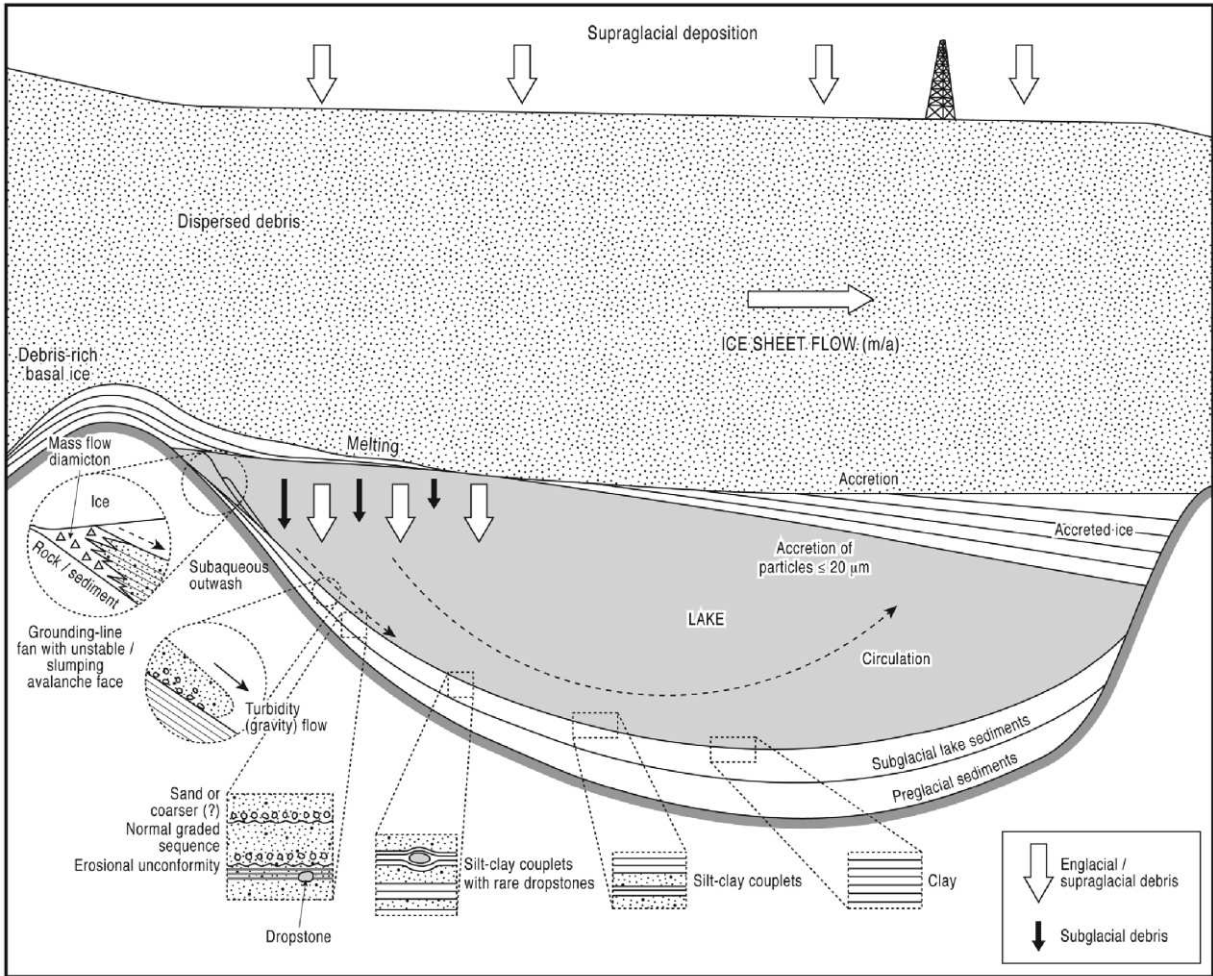 Supraglacial deposition
Dispersed debris
ICE SHEET FLOW (m/a)
Debris-rich
basal ice
Mass flow
diamicton
Melting
Ice
Rock / sediment
Accretion
Accreted ice
Accretion of
particles ≤ 20 µm
Subaqueous
outwash
LAKE
Circulation
Grounding-line
fan with unstable /
slumping
avalanche face
Turbidity
(gravity) flow
Subglacial lake sediments
Preglacial sediments
Sand or
coarser (?)
Normal graded
sequence
Erosional unconformity
Dropstone
Silt-clay couplets
with rare dropstones
Silt-clay couplets
Clay
Englacial /
supraglacial debris
Subglacial debris